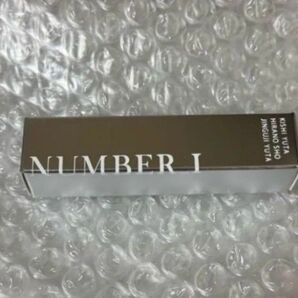 NUMBER I
KISHI YUTA
HIRANO SHO
JINGUJI YUTA